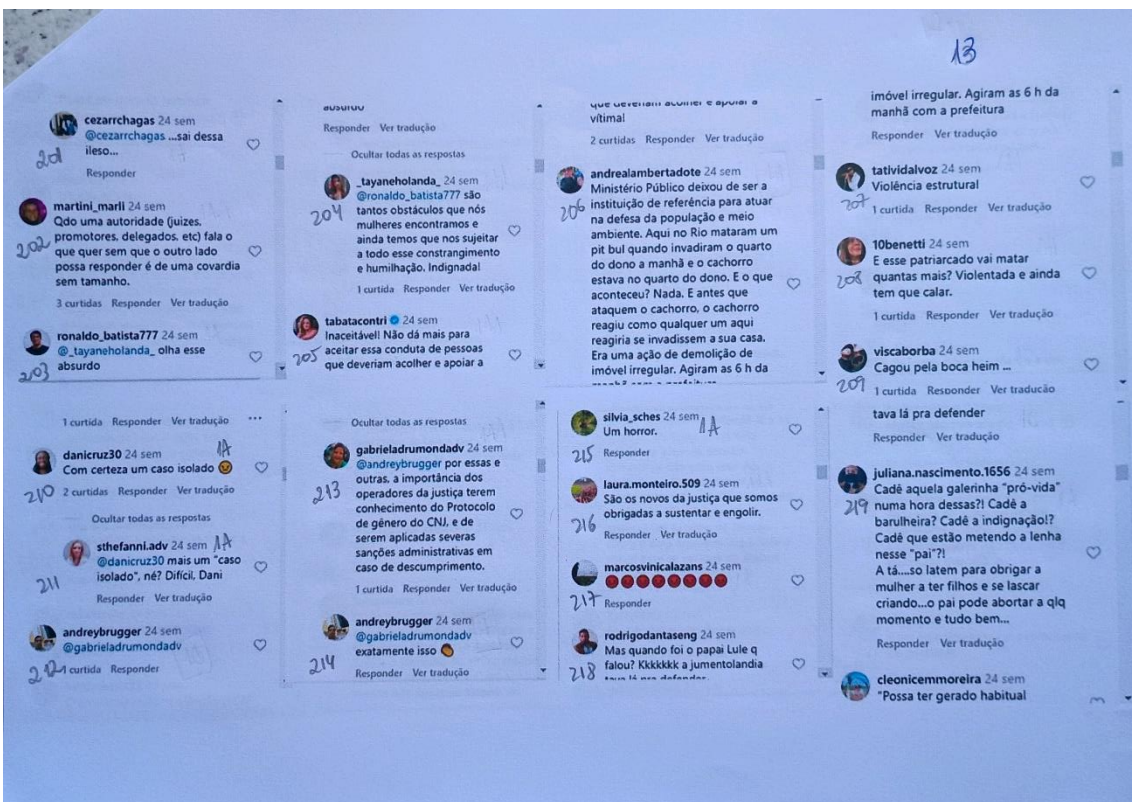 13
cezarrchagas 24 sem
@cezarrchagas ...sai dessa
ileso...
Responder
201
martini_marli 24 sem
Qdo uma autoridade (juizes,
promotores, delegados, etc) fala o
que quer sem que o outro lado
possa responder é de uma covardia
sem tamanho.
3 curtidas Responder Ver tradução
202
ronaldo_batista777 24 sem
@_tayaneholanda_ olha esse
absurdo
203
absurdo
Responder Ver tradução
Ocultar todas as respostas
_tayaneholanda_ 24 sem
@ronaldo_batista777 são
tantos obstáculos que nós
mulheres encontramos e
ainda temos que nos sujeitar
a todo esse constrangimento
e humilhação. Indignada!
1 curtida Responder Ver tradução
204
tabatacontri 24 sem
Inaceitável! Não dá mais para
aceitar essa conduta de pessoas
que deveriam acolher e apoiar a
205
que deveriam acolher e apoiar a
vítima!
2 curtidas Responder Ver tradução
andrealambertadote 24 sem
Ministério Público deixou de ser a
instituição de referência para atuar
na defesa da população e meio
ambiente. Aqui no Rio mataram um
pit bul quando invadiram o quarto
do dono a manhã e o cachorro
estava no quarto do dono. E o que
aconteceu? Nada. E antes que
ataquem o cachorro, o cachorro
reagiu como qualquer um aqui
reagiria se invadissem a sua casa.
Era uma ação de demolição de
imóvel irregular. Agiram as 6 h da
manhã com a prefeitura
206
imóvel irregular. Agiram as 6 h da
manhã com a prefeitura
Responder Ver tradução
tatividalvoz 24 sem
Violência estrutural
1 curtida Responder Ver tradução
207
10benetti 24 sem
E esse patriarcado vai matar
quantas mais? Violentada e ainda
tem que calar.
1 curtida Responder Ver tradução
208
viscaborba 24 sem
Cagou pela boca heim ...
1 curtida Responder Ver tradução
209
1 curtida Responder Ver tradução ...
danicruz30 24 sem 1A
Com certeza um caso isolado 😢
2 curtidas Responder Ver tradução
210
Ocultar todas as respostas
sthefanni.adv 24 sem 1A
@danicruz30 mais um "caso
isolado", né? Difícil, Dani
Responder Ver tradução
211
andreybrugger 24 sem
@gabrieladrumondadv
1 curtida Responder
212
Ocultar todas as respostas
gabrieladrumondadv 24 sem
@andreybrugger por essas e
outras, a importância dos
operadores da justiça terem
conhecimento do Protocolo
de gênero do CNJ, e de
serem aplicadas severas
sanções administrativas em
caso de descumprimento.
1 curtida Responder Ver tradução
213
andreybrugger 24 sem
@gabrieladrumondadv
exatamente isso 👏
Responder Ver tradução
214
silvia_sches 24 sem 1A
Um horror.
Responder
215
laura.monteiro.509 24 sem
São os novos da justiça que somos
obrigadas a sustentar e engolir.
Responder Ver tradução
216
marcosvinicalazans 24 sem
😡😡😡😡😡😡😡😡
Responder
217
rodrigodantaseng 24 sem
Mas quando foi o papai Lule q
falou? Kkkkkkk a jumentolandia
tava lá pra defender
218
tava lá pra defender
Responder Ver tradução
juliana.nascimento.1656 24 sem
Cadê aquela galerinha "pró-vida"
numa hora dessas?! Cadê a
barulheira? Cadê a indignação!?
Cadê que estão metendo a lenha
nesse "pai"?!
A tá....so latem para obrigar a
mulher a ter filhos e se lascar
criando...o pai pode abortar a qlq
momento e tudo bem...
Responder Ver tradução
219
cleonicemmoreira 24 sem
"Possa ter gerado habitual